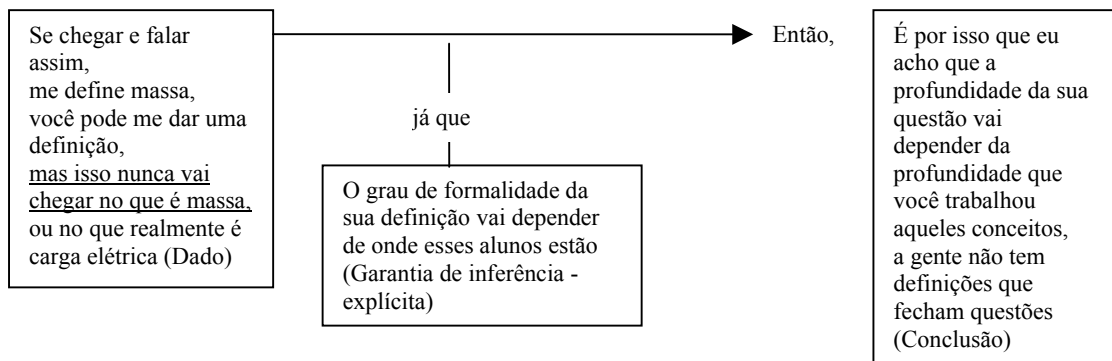 Se chegar e falar
assim,
me define massa,
você pode me dar uma
definição,
mas isso nunca vai
chegar no que é massa,
ou no que realmente é
carga elétrica (Dado)
já que
O grau de formalidade da
sua definição vai depender
de onde esses alunos estão
(Garantia de inferência -
explícita)
Então,
É por isso que eu
acho que a
profundidade da sua
questão vai
depender da
profundidade que
você trabalhou
aqueles conceitos,
a gente não tem
definições que
fecham questões
(Conclusão)